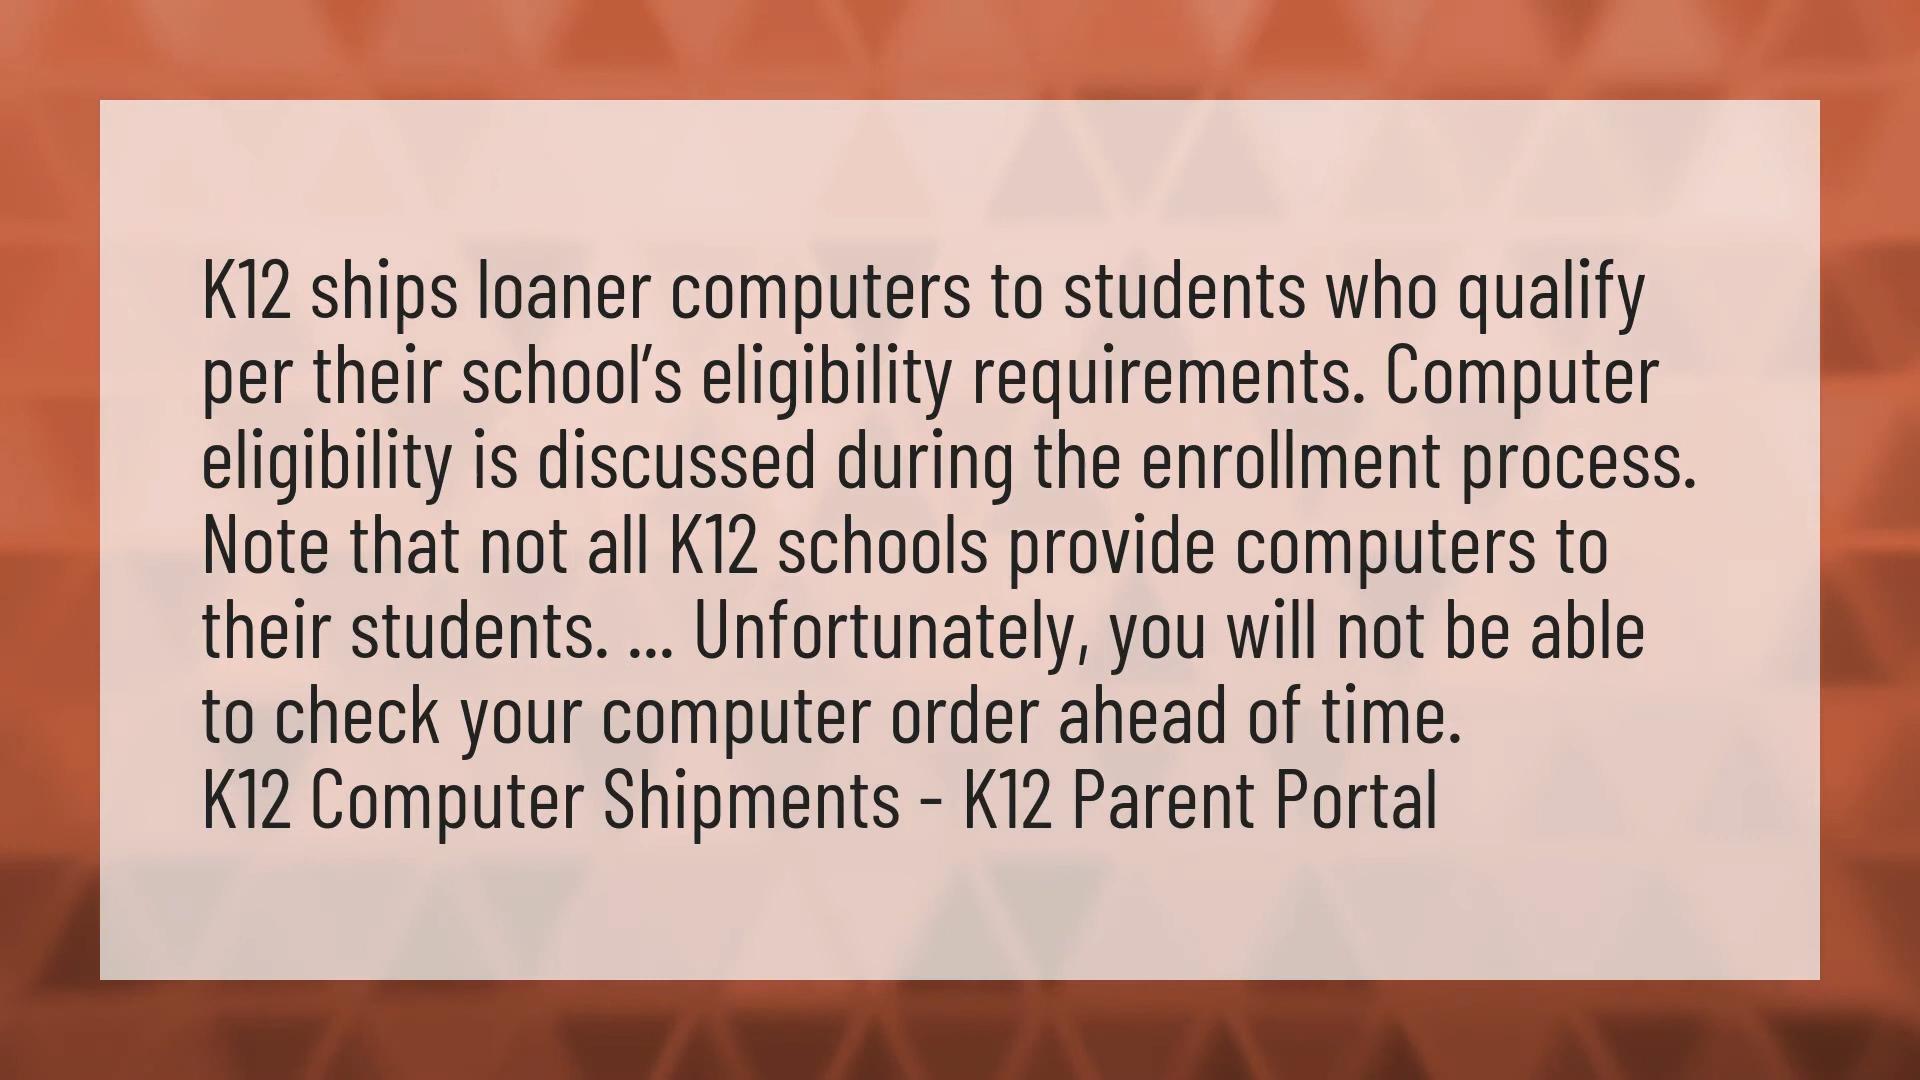 K12 ships loaner computers to students who qualify
per their school’s eligibility requirements. Computer
eligibility is discussed during the enrollment process.
Note that not all K12 schools provide computers to
their students. ... Unfortunately, you will not be able
to check your computer order ahead of time.
K12 Computer Shipments - K12 Parent Portal